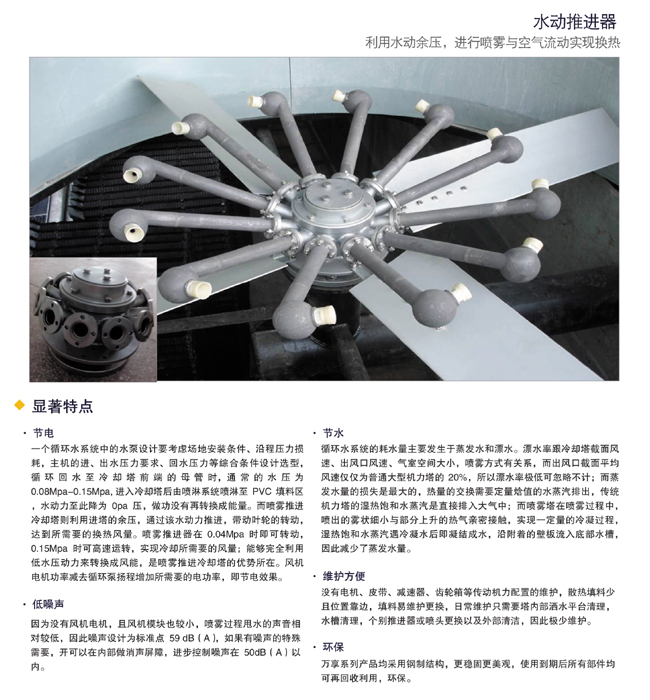 水动推进器
利用水动余压，进行喷雾与空气流动实现换热
显著特点
· 节电
一个循环水系统中的水泵设计要考虑场地安装条件、沿程压力损
耗，主机的进、出水压力要求、回水压力等综合条件设计选型，
循环回水至冷却塔前端的母管时，通常的水压为
0.08Mpa-0.15Mpa, 进入冷却塔后由喷淋系统喷淋至 PVC 填料区
，水动力至此降为 0pa 压，做功没有再转换成能量。而喷雾推进
冷却塔则利用进塔的余压，通过该水动力推进，带动叶轮的转动，
达到所需要的换热风量。喷雾推进器在 0.04Mpa 时即可转动，
0.15Mpa 时可高速运转，实现冷却所需要的风量；能够完全利用
低水压动力来转换成风能，是喷雾推进冷却塔的优势所在。风机
电机功率减去循环泵扬程增加所需要的电功率，即节电效果。
· 低噪声
因为没有风机电机，且风机模块也较小，喷雾过程甩水的声音相
对较低，因此噪声设计为标准点 59 dB ( A )，如果有噪声的特殊
需要，开可以在内部做消声屏障，进步控制噪声在 50dB ( A ) 以
内。
· 节水
循环水系统的耗水量主要发生于蒸发水和漂水。漂水率跟冷却塔截面风
速、出风口风速、气室空间大小，喷雾方式有关系，而出风口截面平均
风速仅仅为普通大型机力塔的 20%，所以漂水率极低可忽略不计；而蒸
发水量的损失是最大的，热量的交换需要定量焓值的水蒸汽排出，传统
机力塔的湿热饱和水蒸汽是直接排入大气中；而喷雾塔在喷雾过程中，
喷出的雾状细小与部分上升的热气亲密接触，实现一定量的冷凝过程，
湿热饱和水蒸汽遇冷凝水后即凝结成水，沿附着的壁板流入底部水槽，
因此减少了蒸发水量。
· 维护方便
没有电机、皮带、减速器、齿轮箱等传动机力配置的维护，散热填料少
且位置靠边，填料易维护更换，日常维护只需要塔内部洒水平台清理，
水槽清理，个别推进器或喷头更换以及外部清洁，因此极少维护。
· 环保
万享系列产品均采用钢制结构，更稳固更美观，使用到期后所有部件均
可再回收利用，环保。